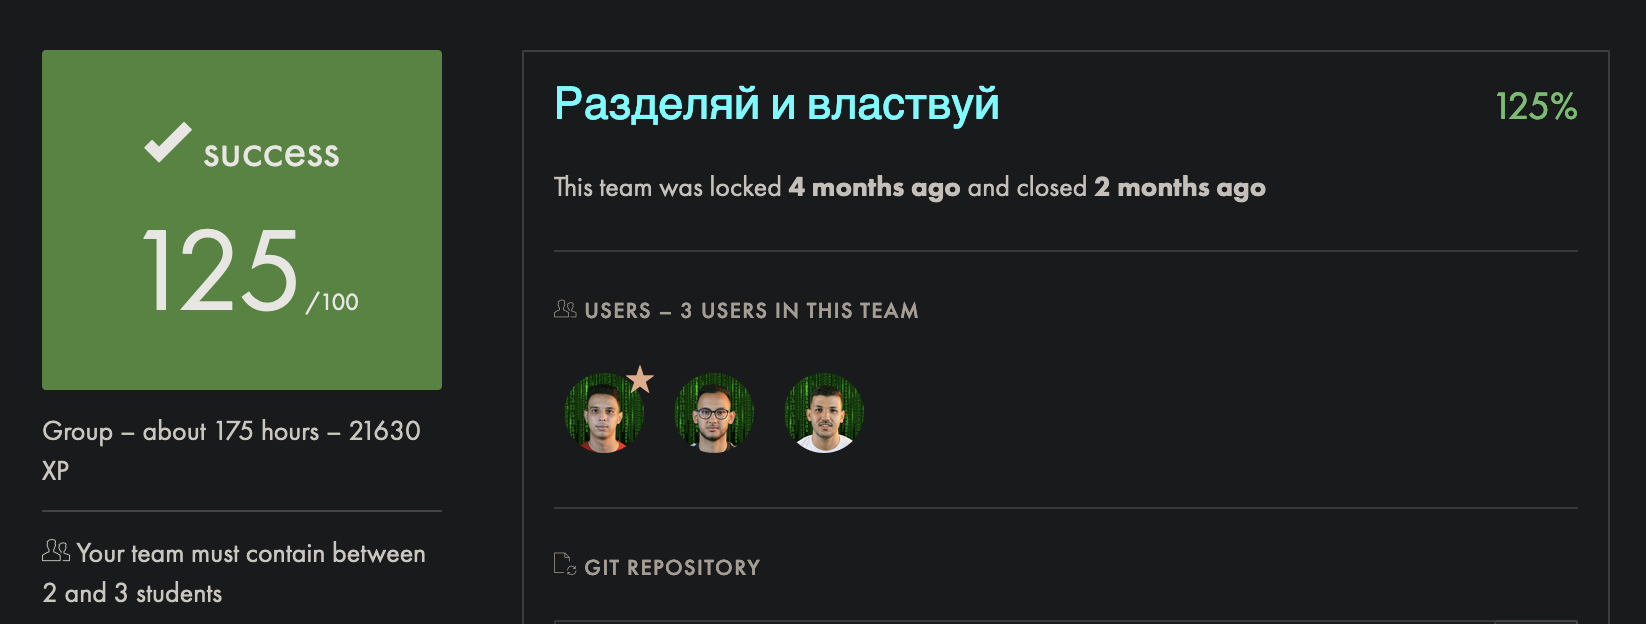 success
125/100
Group – about 175 hours – 21630
XP
Your team must contain between
2 and 3 students
Разделяй и властвуй
125%
This team was locked 4 months ago and closed 2 months ago
USERS – 3 USERS IN THIS TEAM
GIT REPOSITORY